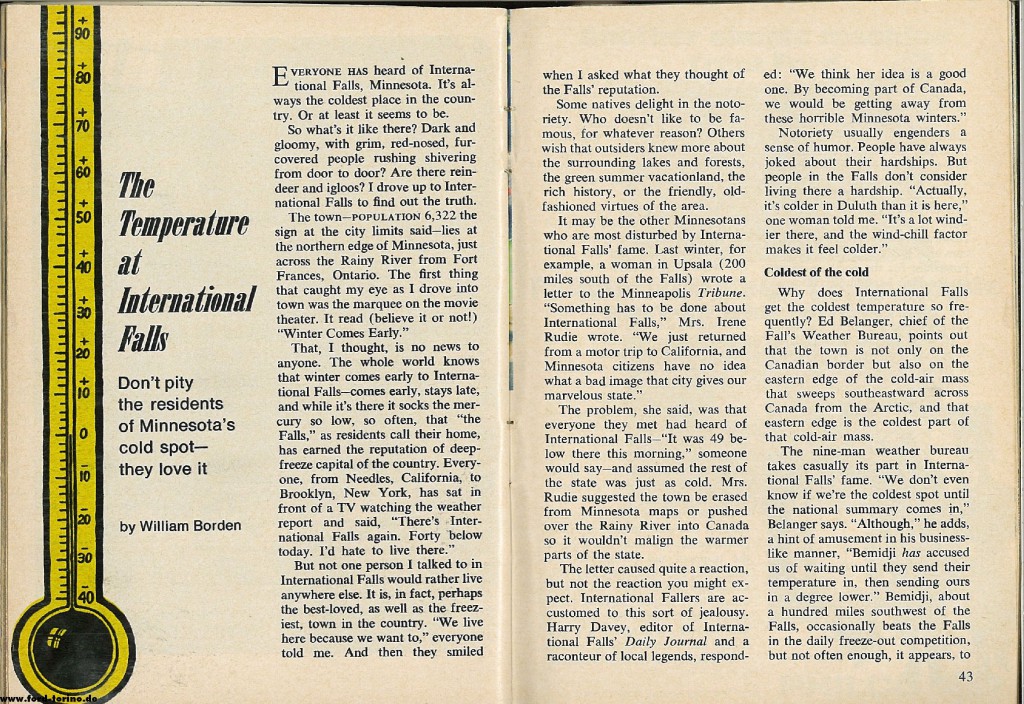 +
90
+
80
+
70
+
60
+
50
+
40
+
30
+
20
+
10
0
-
10
-
20
-
30
-
40
The
Temperature
at
International
Falls
Don't pity
the residents
of Minnesota's
cold spot—
they love it
by William Borden
EVERYONE HAS heard of Interna-
tional Falls, Minnesota. It's al-
ways the coldest place in the coun-
try. Or at least it seems to be.
So what's it like there? Dark and
gloomy, with grim, red-nosed, fur-
covered people rushing shivering
from door to door? Are there rein-
deer and igloos? I drove up to Inter-
national Falls to find out the truth.
The town—POPULATION 6,322 the
sign at the city limits said—lies at
the northern edge of Minnesota, just
across the Rainy River from Fort
Frances, Ontario. The first thing
that caught my eye as I drove into
town was the marquee on the movie
theater. It read (believe it or not!)
"Winter Comes Early."
That, I thought, is no news to
anyone. The whole world knows
that winter comes early to Interna-
tional Falls—comes early, stays late,
and while it's there it socks the mer-
cury so low, so often, that "the
Falls," as residents call their home,
has earned the reputation of deep-
freeze capital of the country. Every-
one, from Needles, California, to
Brooklyn, New York, has sat in
front of a TV watching the weather
report and said, "There's Inter-
national Falls again. Forty below
today. I'd hate to live there."
But not one person I talked to in
International Falls would rather live
anywhere else. It is, in fact, perhaps
the best-loved, as well as the freez-
iest, town in the country. "We live
here because we want to," everyone
told me. And then they smiled
when I asked what they thought of
the Falls' reputation.
Some natives delight in the noto-
riety. Who doesn't like to be fa-
mous, for whatever reason? Others
wish that outsiders knew more about
the surrounding lakes and forests,
the green summer vacationland, the
rich history, or the friendly, old-
fashioned virtues of the area.
It may be the other Minnesotans
who are most disturbed by Interna-
tional Falls' fame. Last winter, for
example, a woman in Upsala (200
miles south of the Falls) wrote a
letter to the Minneapolis Tribune.
"Something has to be done about
International Falls," Mrs. Irene
Rudie wrote. "We just returned
from a motor trip to California, and
Minnesota citizens have no idea
what a bad image that city gives our
marvelous state."
The problem, she said, was that
everyone they met had heard of
International Falls—"It was 49 be-
low there this morning," someone
would say—and assumed the rest of
the state was just as cold. Mrs.
Rudie suggested the town be erased
from Minnesota maps or pushed
over the Rainy River into Canada
so it wouldn't malign the warmer
parts of the state.
The letter caused quite a reaction,
but not the reaction you might ex-
pect. International Fallers are ac-
customed to this sort of jealousy.
Harry Davey, editor of Interna-
tional Falls' Daily Journal and a
raconteur of local legends, respond-
ed: "We think her idea is a good
one. By becoming part of Canada,
we would be getting away from
these horrible Minnesota winters."
Notoriety usually engenders a
sense of humor. People have always
joked about their hardships. But
people in the Falls don't consider
living there a hardship. "Actually,
it's colder in Duluth than it is here,"
one woman told me. "It's a lot wind-
ier there, and the wind-chill factor
makes it feel colder."
Coldest of the cold
Why does International Falls
get the coldest temperature so fre-
quently? Ed Belanger, chief of the
Fall's Weather Bureau, points out
that the town is not only on the
Canadian border but also on the
eastern edge of the cold-air mass
that sweeps southeastward across
Canada from the Arctic, and that
eastern edge is the coldest part of
that cold-air mass.
The nine-man weather bureau
takes casually its part in Interna-
tional Falls' fame. "We don't even
know if we're the coldest spot until
the national summary comes in,"
Belanger says. "Although," he adds,
a hint of amusement in his business-
like manner, "Bemidji has accused
us of waiting until they send their
temperature in, then sending ours
in a degree lower." Bemidji, about
a hundred miles southwest of the
Falls, occasionally beats the Falls
in the daily freeze-out competition,
but not often enough, it appears, to
43
www.ford-torino.de